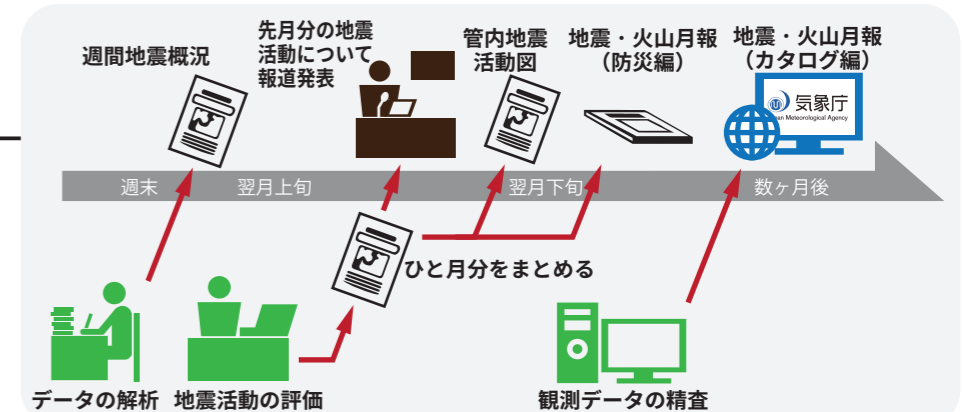 週間地震概況
先月分の地震
活動について
報道発表
管内地震
活動図
地震・火山月報
（防災編）
地震・火山月報
（カタログ編）
気象庁
Japan Meteorological Agency
週末
翌月上旬
翌月下旬
数ヶ月後
ひと月分をまとめる
データの解析
地震活動の評価
観測データの精査